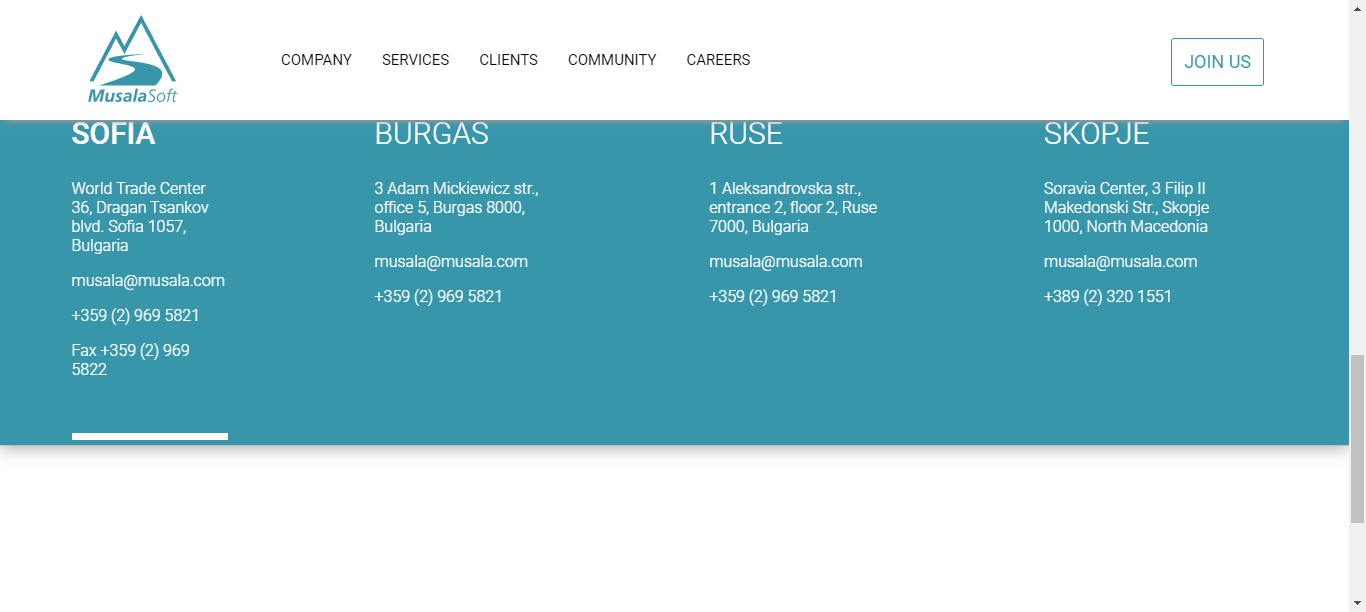 MusalaSoft
COMPANY SERVICES CLIENTS COMMUNITY CAREERS
JOIN US
SOFIA
World Trade Center
36, Dragan Tsankov
blvd. Sofia 1057,
Bulgaria
musala@musala.com
+359 (2) 969 5821
Fax +359 (2) 969
5822
BURGAS
3 Adam Mickiewicz str.,
office 5, Burgas 8000,
Bulgaria
musala@musala.com
+359 (2) 969 5821
RUSE
1 Aleksandrovska str.,
entrance 2, floor 2, Ruse
7000, Bulgaria
musala@musala.com
+359 (2) 969 5821
SKOPJE
Soravia Center, 3 Filip II
Makedonski Str., Skopje
1000, North Macedonia
musala@musala.com
+389 (2) 320 1551